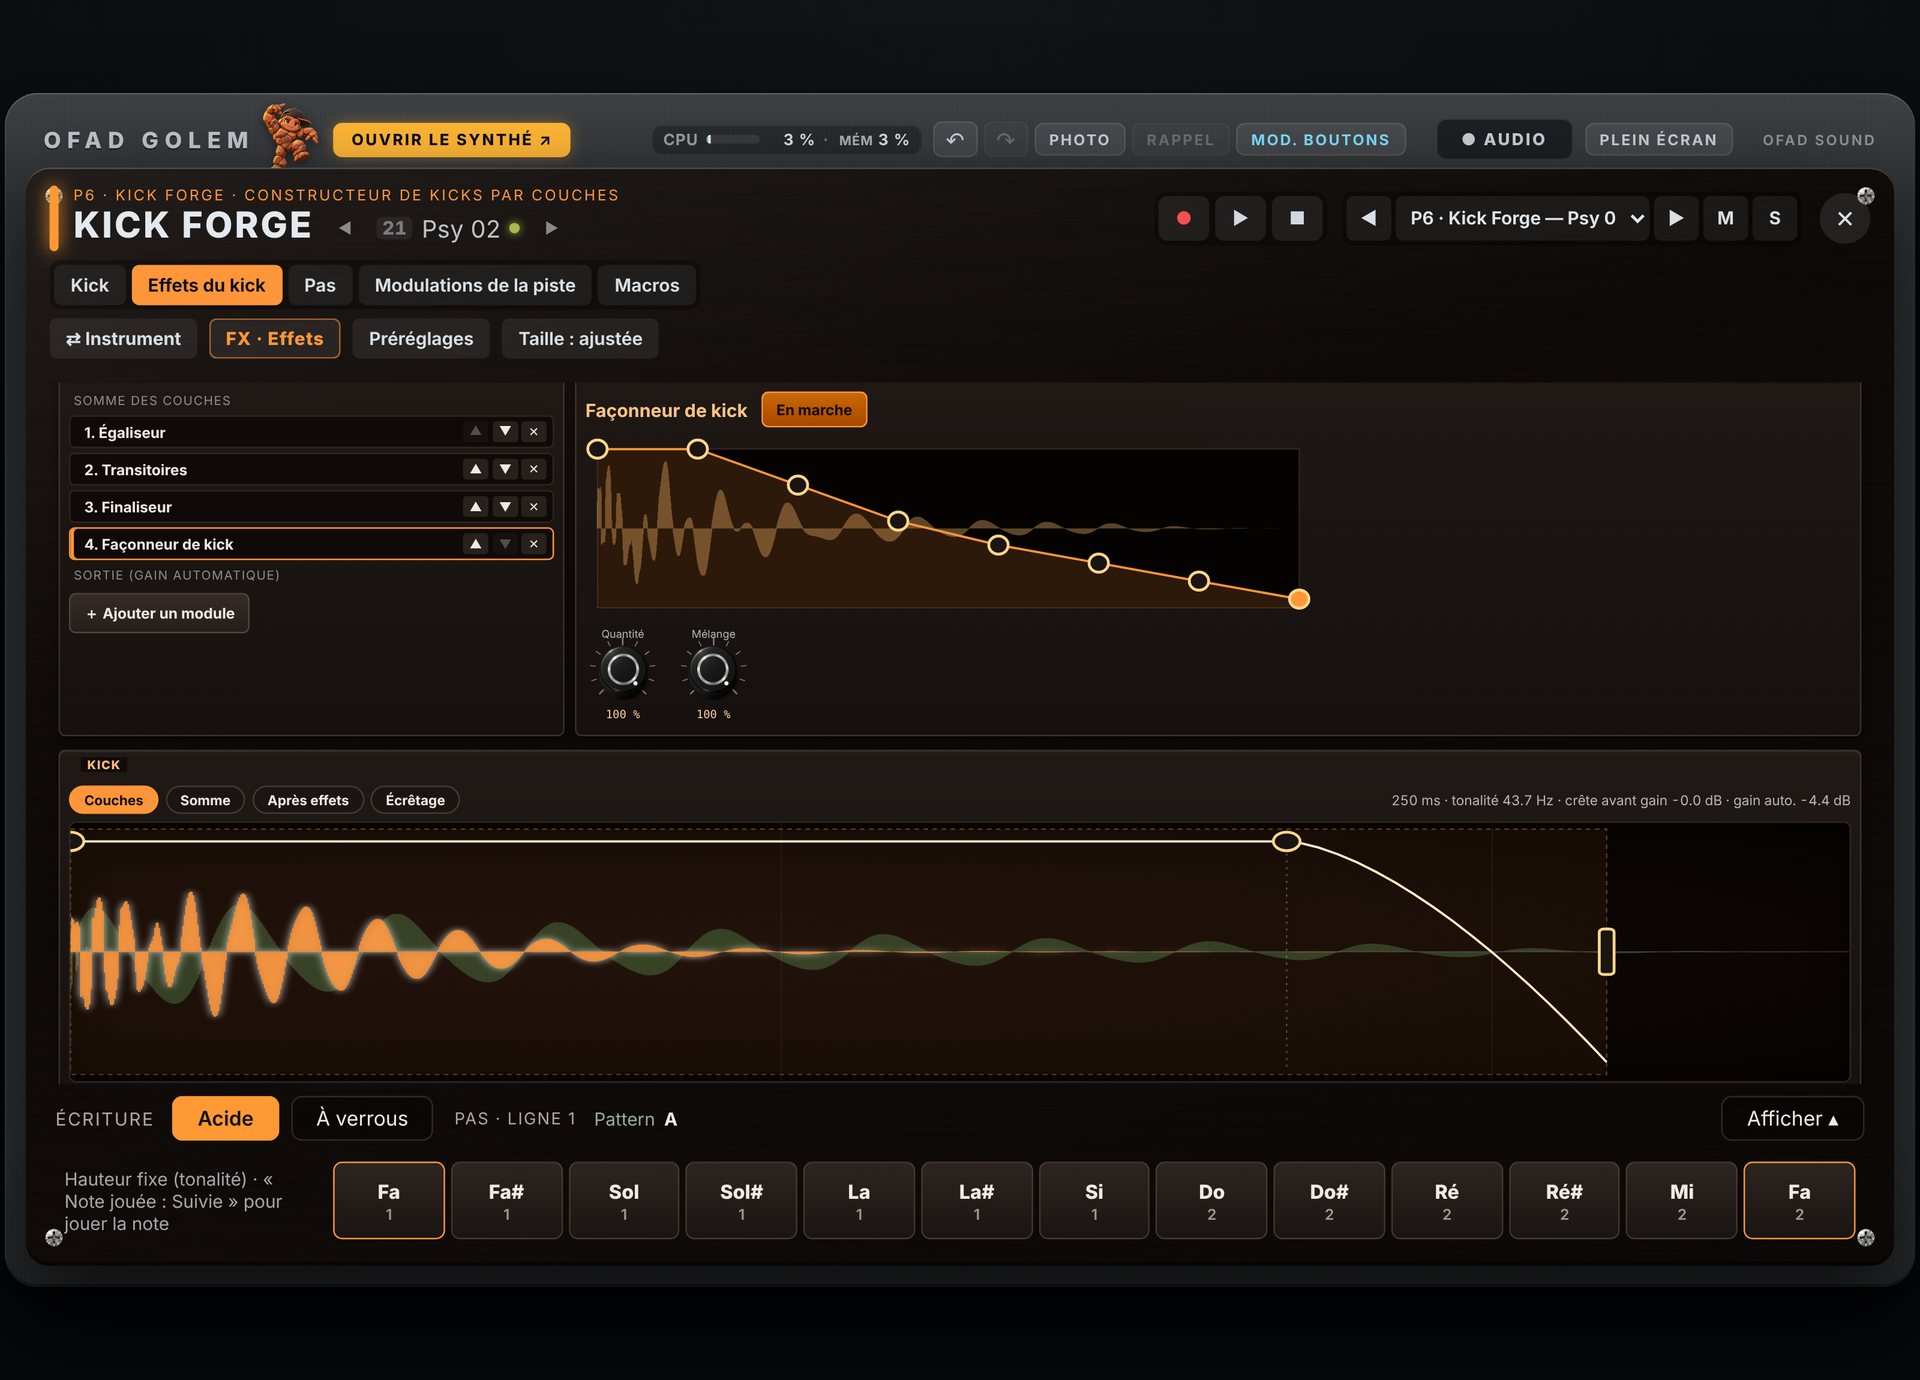 OFAD GOLEM
OUVRIR LE SYNTHÉ ↗
CPU 3 % · MÉM 3 %
↶
↷
PHOTO
RAPPEL
MOD. BOUTONS
AUDIO
PLEIN ÉCRAN
OFAD SOUND
P6 · KICK FORGE · CONSTRUCTEUR DE KICKS PAR COUCHES
KICK FORGE
◀ 21 Psy 02 ▶
P6 · Kick Forge — Psy 0
M
S
×
Kick
Effets du kick
Pas
Modulations de la piste
Macros
⇄ Instrument
FX · Effets
Préréglages
Taille : ajustée
SOMME DES COUCHES
1. Égaliseur ▲ ▼ ×
2. Transitoires ▲ ▼ ×
3. Finaliseur ▲ ▼ ×
4. Façonneur de kick ▲ ▼ ×
SORTIE (GAIN AUTOMATIQUE)
+ Ajouter un module
Façonneur de kick
En marche
Quantité
100 %
Mélange
100 %
KICK
Couches
Somme
Après effets
Écrêtage
250 ms · tonalité 43.7 Hz · crête avant gain -0.0 dB · gain auto. -4.4 dB
ÉCRITURE
Acide
À verrous
PAS · LIGNE 1
Pattern A
Afficher ▴
Hauteur fixe (tonalité) · «
Note jouée : Suivie » pour
jouer la note
Fa
1
Fa#
1
Sol
1
Sol#
1
La
1
La#
1
Si
1
Do
2
Do#
2
Ré
2
Ré#
2
Mi
2
Fa
2